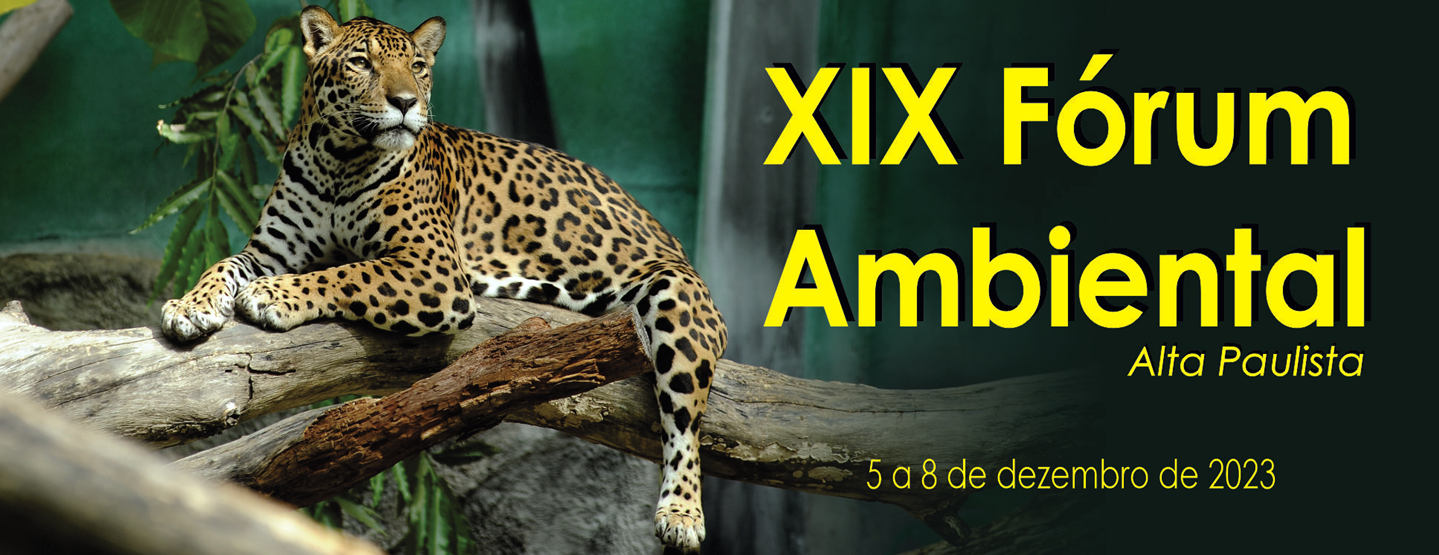 XIX Fórum
Ambiental
Alta Paulista
5 a 8 de dezembro de 2023